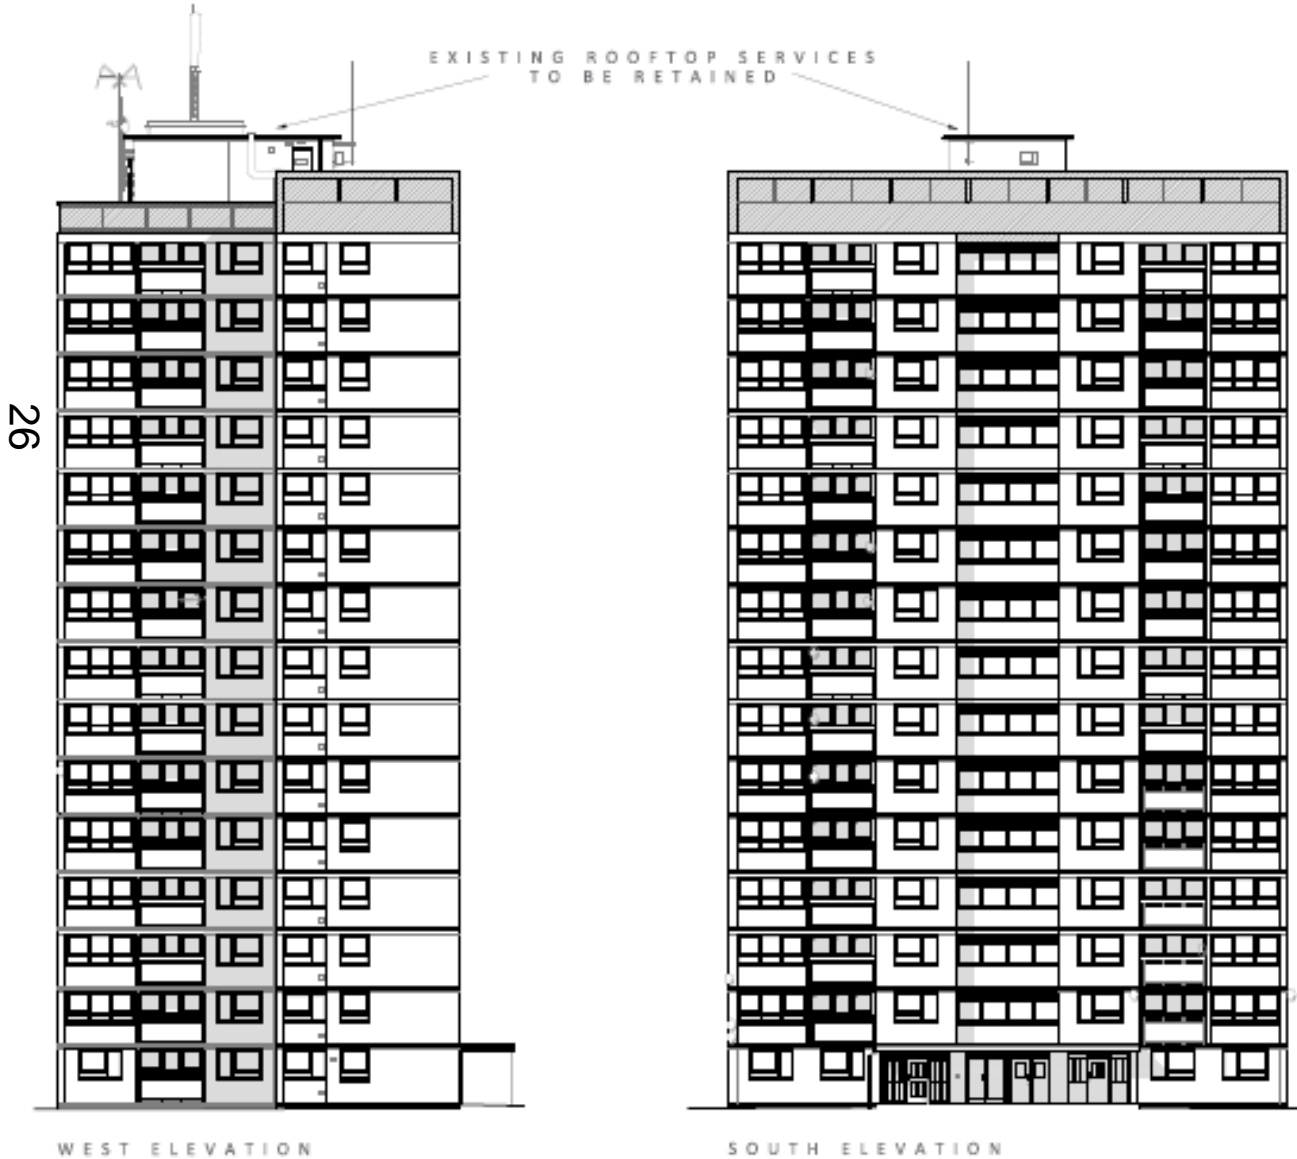 EXISTING ROOFTOP SERVICES
TO BE RETAINED
26
WEST ELEVATION
SOUTH ELEVATION